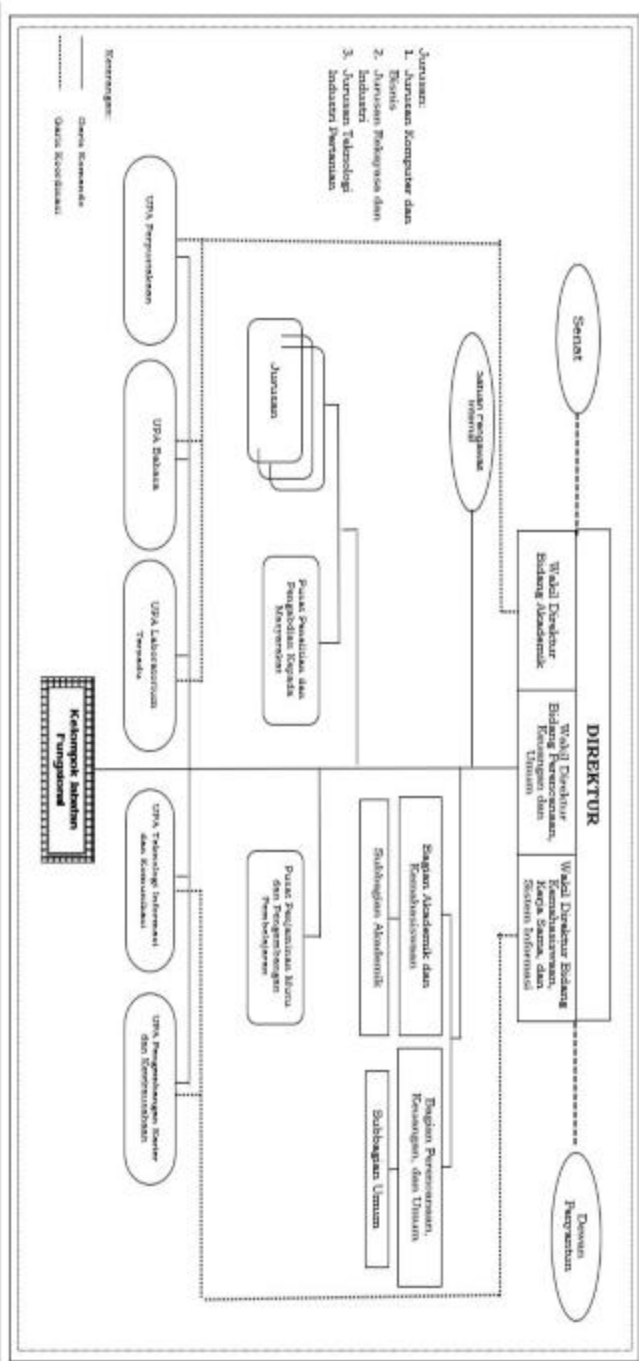 DIREKTUR
Wakil Direktur
Bidang Akademik
Wakil Direktur
Bidang Perencanaan,
Keuangan dan
Umum
Wakil Direktur Bidang
Kemahasiswaan,
Kerja Sama, dan
Sistem Informasi
Senat
Dewan
Penyantun
Satuan Pengawas
Internal
Bagian Akademik dan
Kemahasiswaan
Subbagian Akademik
Bagian Perencanaan,
Keuangan, dan Umum
Subbagian Umum
Jurusan
Pusat Penelitian dan
Pengabdian Kepada
Masyarakat
Pusat Penjaminan Mutu
dan Pengembangan
Pembelajaran
Jurusan:
1. Jurusan Komputer dan
Bisnis
2. Jurusan Rekayasa dan
Industri
3. Jurusan Teknologi
Industri Pertanian
UPA Perpustakaan
UPA Bahasa
UPA Laboratorium
Terpadu
UPA Teknologi Informasi
dan Komunikasi
UPA Pengembangan Karier
dan Kewirausahaan
Kelompok Jabatan
Fungsional
Keterangan:
Garis Komando
Garis Koordinasi